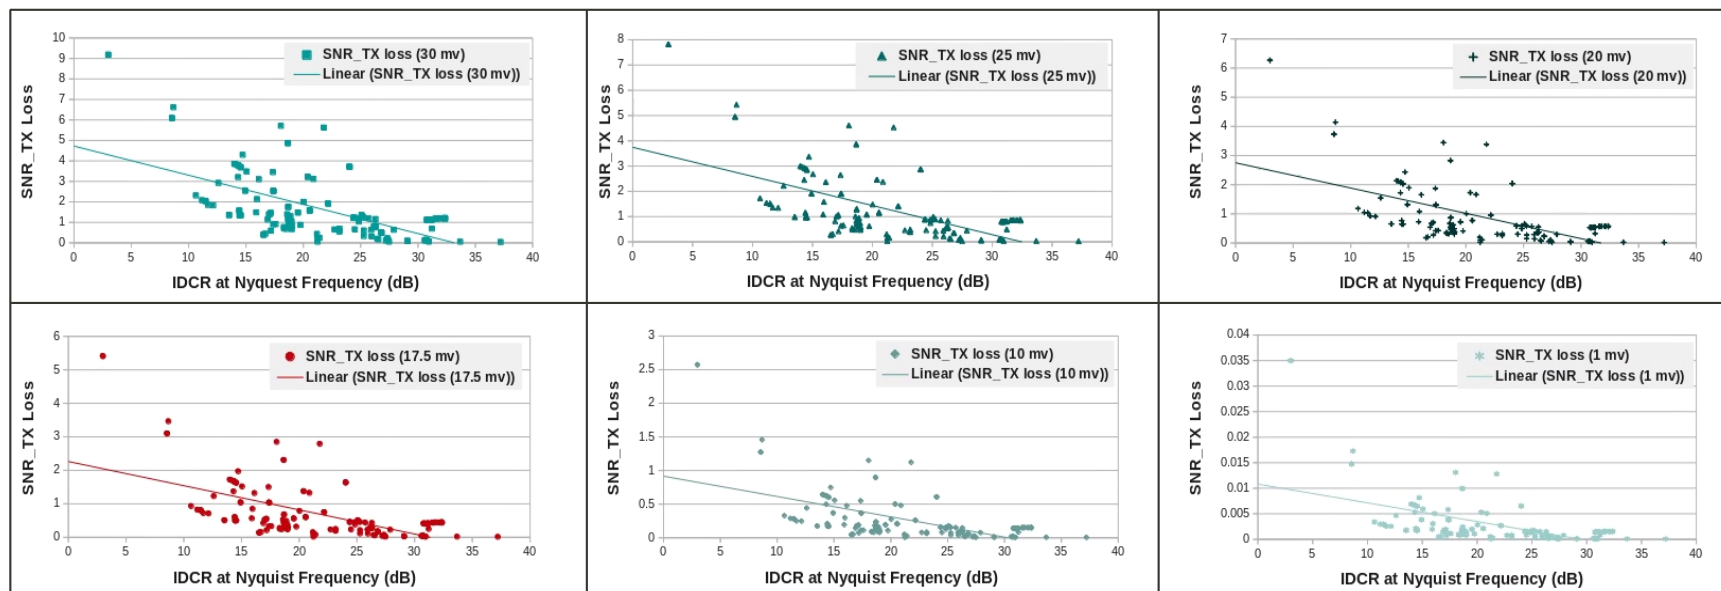 10
9
8
7
6
5
4
3
2
1
0
0 5 10 15 20 25 30 35 40
SNR_TX Loss
SNR_TX loss (30 mv)
Linear (SNR_TX loss (30 mv))
IDCR at Nyquest Frequency (dB)
8
7
6
5
4
3
2
1
0
0 5 10 15 20 25 30 35 40
SNR_TX Loss
SNR_TX loss (25 mv)
Linear (SNR_TX loss (25 mv))
IDCR at Nyquist Frequency (dB)
7
6
5
4
3
2
1
0
0 5 10 15 20 25 30 35 40
SNR_TX Loss
SNR_TX loss (20 mv)
Linear (SNR_TX loss (20 mv))
IDCR at Nyquist Frequency (dB)
6
5
4
3
2
1
0
0 5 10 15 20 25 30 35 40
SNR_TX Loss
SNR_TX loss (17.5 mv)
Linear (SNR_TX loss (17.5 mv))
IDCR at Nyquist Frequency (dB)
3
2.5
2
1.5
1
0.5
0
0 5 10 15 20 25 30 35 40
SNR_TX Loss
SNR_TX loss (10 mv)
Linear (SNR_TX loss (10 mv))
IDCR at Nyquist Freqency (dB)
0.04
0.035
0.03
0.025
0.02
0.015
0.01
0.005
0
0 5 10 15 20 25 30 35 40
SNR_TX Loss
SNR_TX loss (1 mv)
Linear (SNR_TX loss (1 mv))
IDCR at Nyquist Frequency (dB)